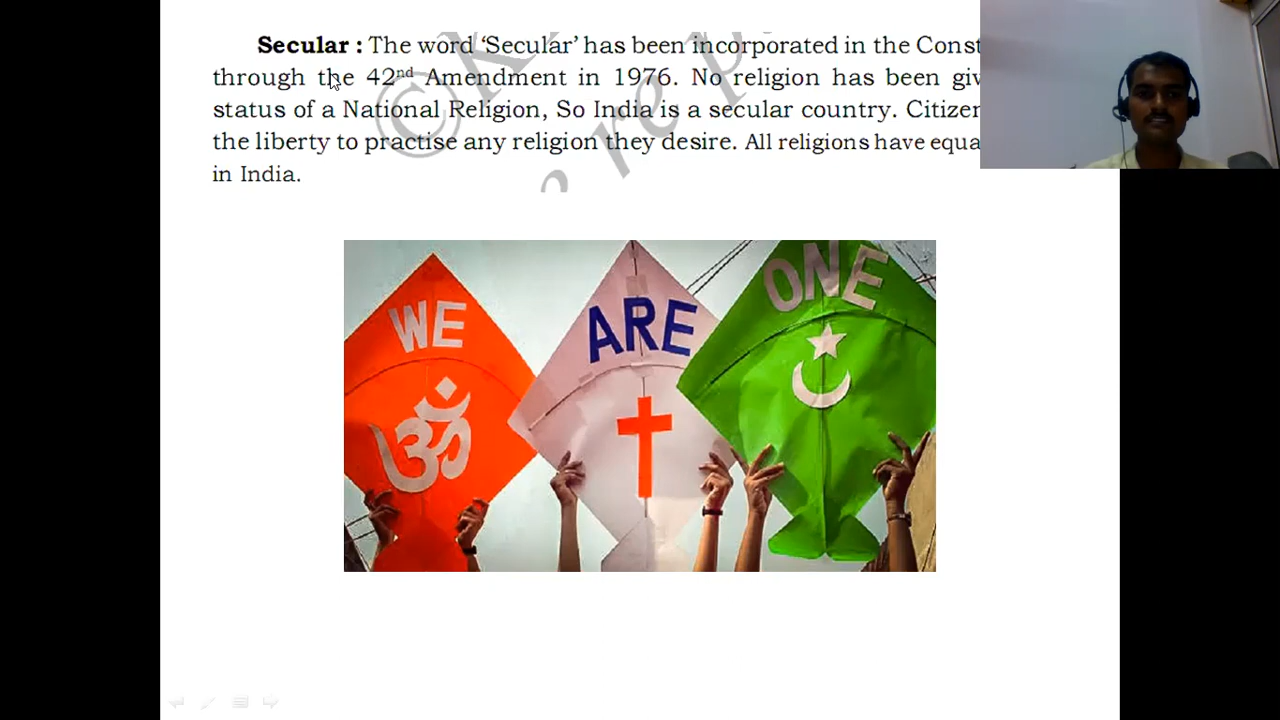 Secular : The word ‘Secular’ has been incorporated in the Const
through the 42nd Amendment in 1976. No religion has been giv
status of a National Religion, So India is a secular country. Citizen
the liberty to practise any religion they desire. All religions have equa
in India.
WE ARE ONE